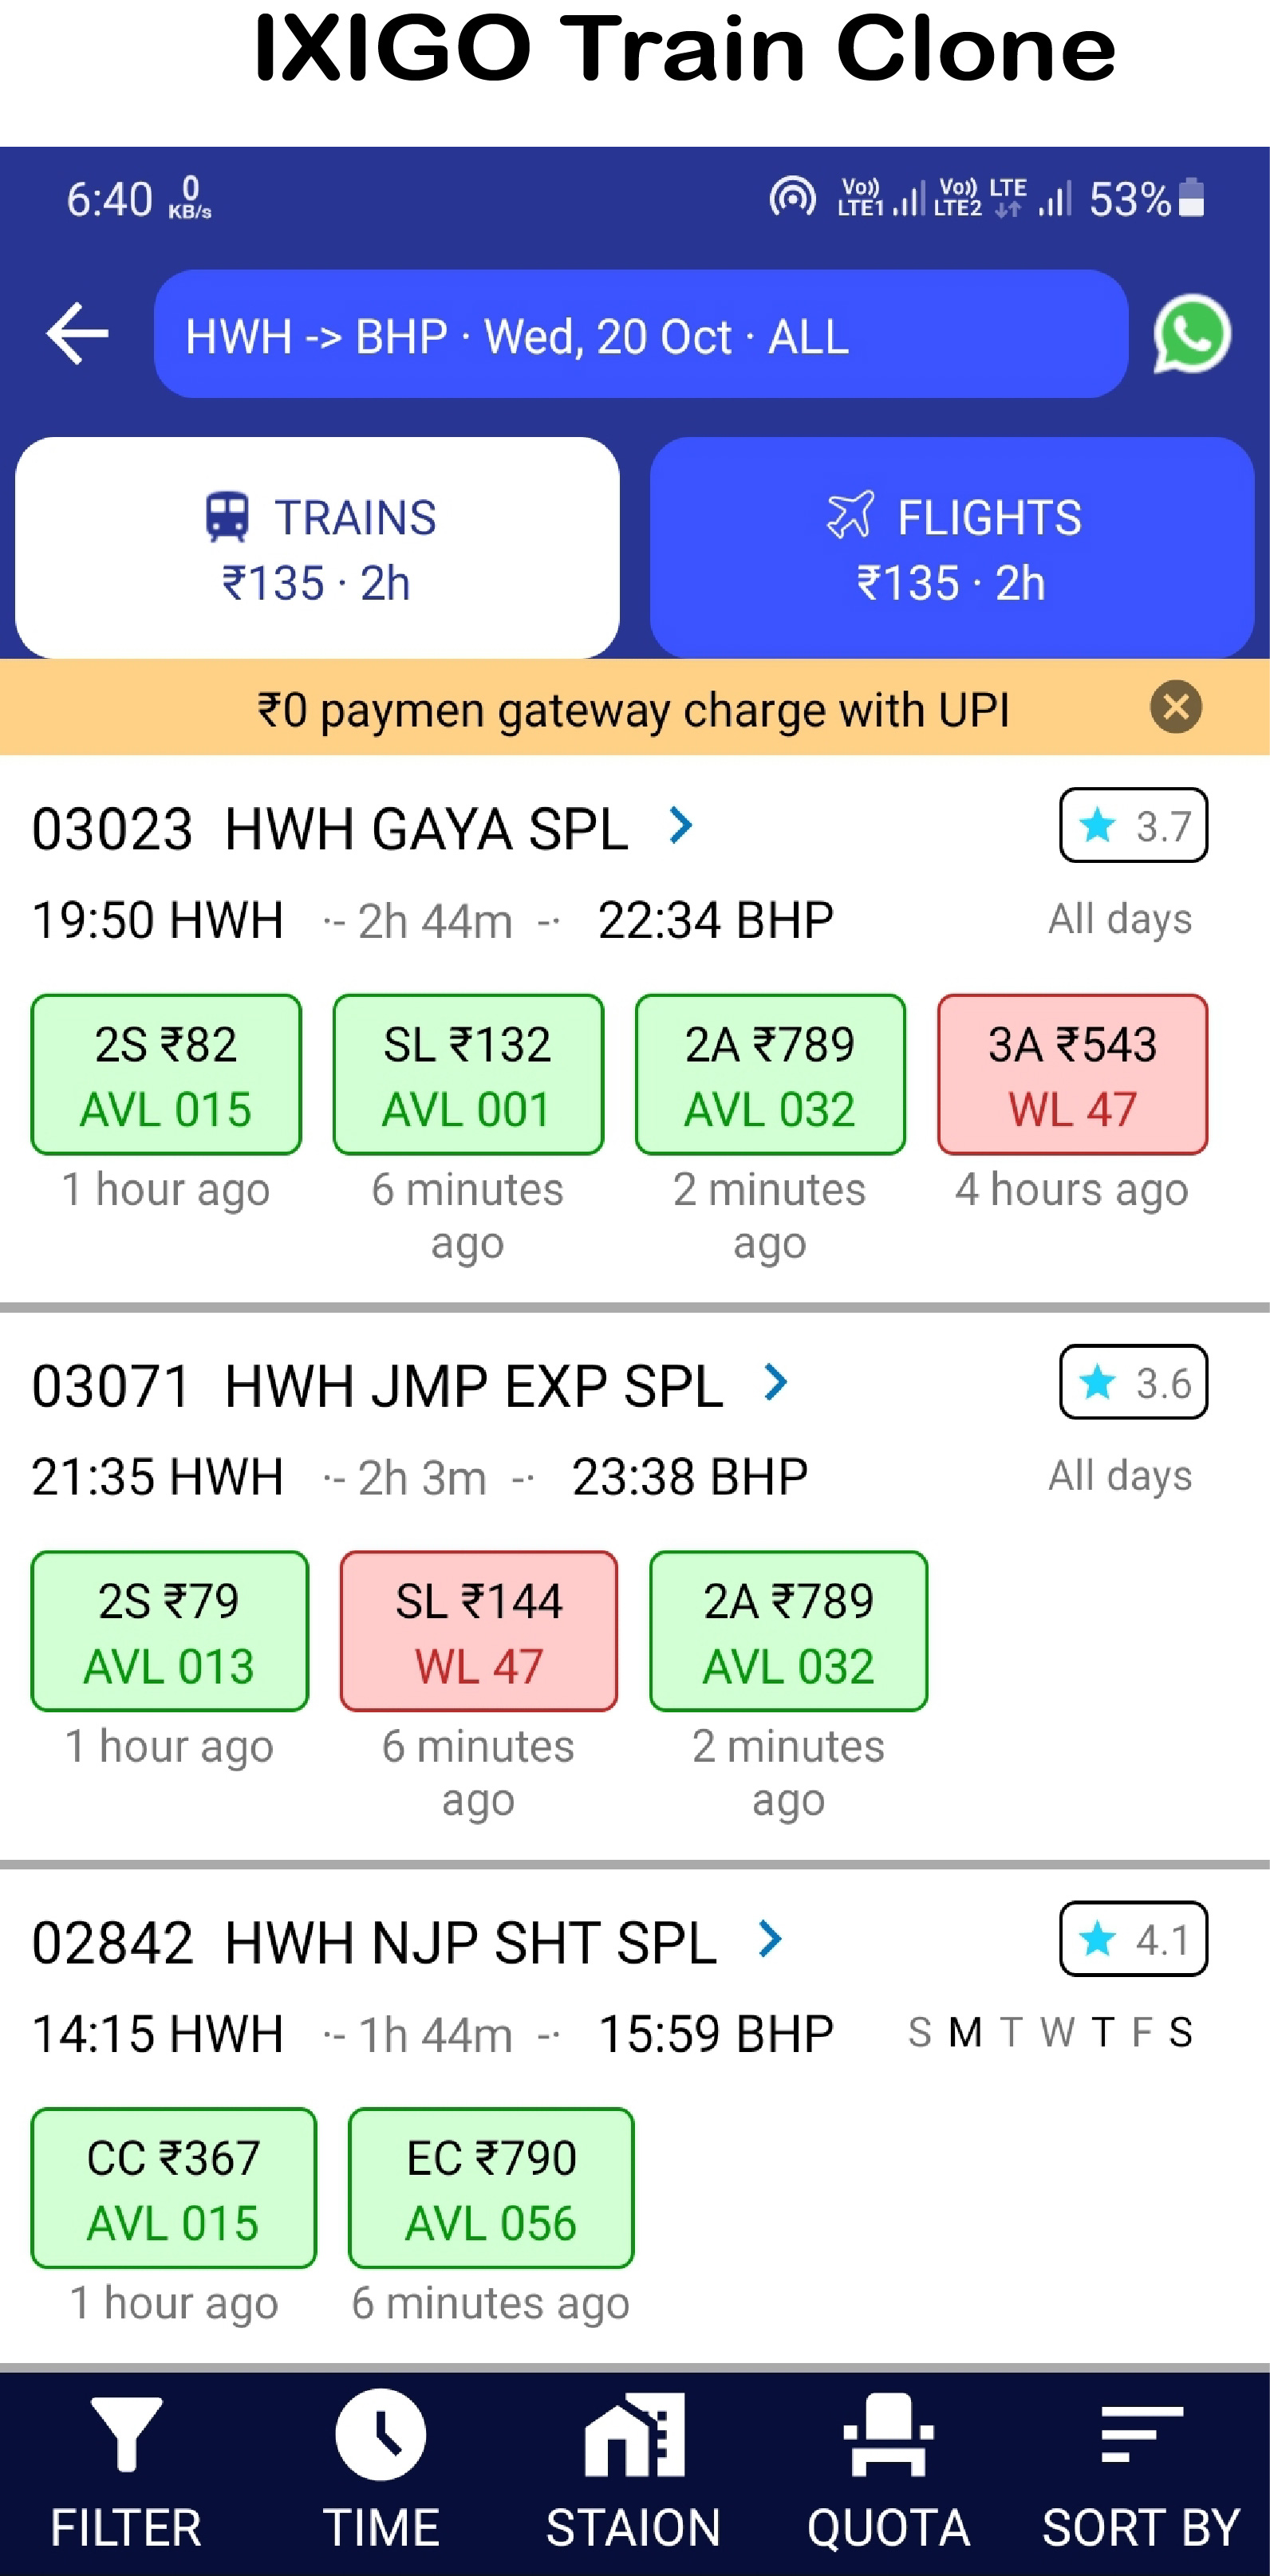 IXIGO Train Clone
6:40 0 KB/s Vo)) LTE1 Vo)) LTE2 LTE 53%
HWH -> BHP · Wed, 20 Oct · ALL
TRAINS FLIGHTS
₹135 · 2h ₹135 · 2h
₹0 paymen gateway charge with UPI
03023 HWH GAYA SPL 3.7
19:50 HWH ·- 2h 44m -· 22:34 BHP All days
2S ₹82 SL ₹132 2A ₹789 3A ₹543
AVL 015 AVL 001 AVL 032 WL 47
1 hour ago 6 minutes ago 2 minutes ago 4 hours ago
03071 HWH JMP EXP SPL 3.6
21:35 HWH ·- 2h 3m -· 23:38 BHP All days
2S ₹79 SL ₹144 2A ₹789
AVL 013 WL 47 AVL 032
1 hour ago 6 minutes ago 2 minutes ago
02842 HWH NJP SHT SPL 4.1
14:15 HWH ·- 1h 44m -· 15:59 BHP S M T W T F S
CC ₹367 EC ₹790
AVL 015 AVL 056
1 hour ago 6 minutes ago
FILTER TIME STAION QUOTA SORT BY